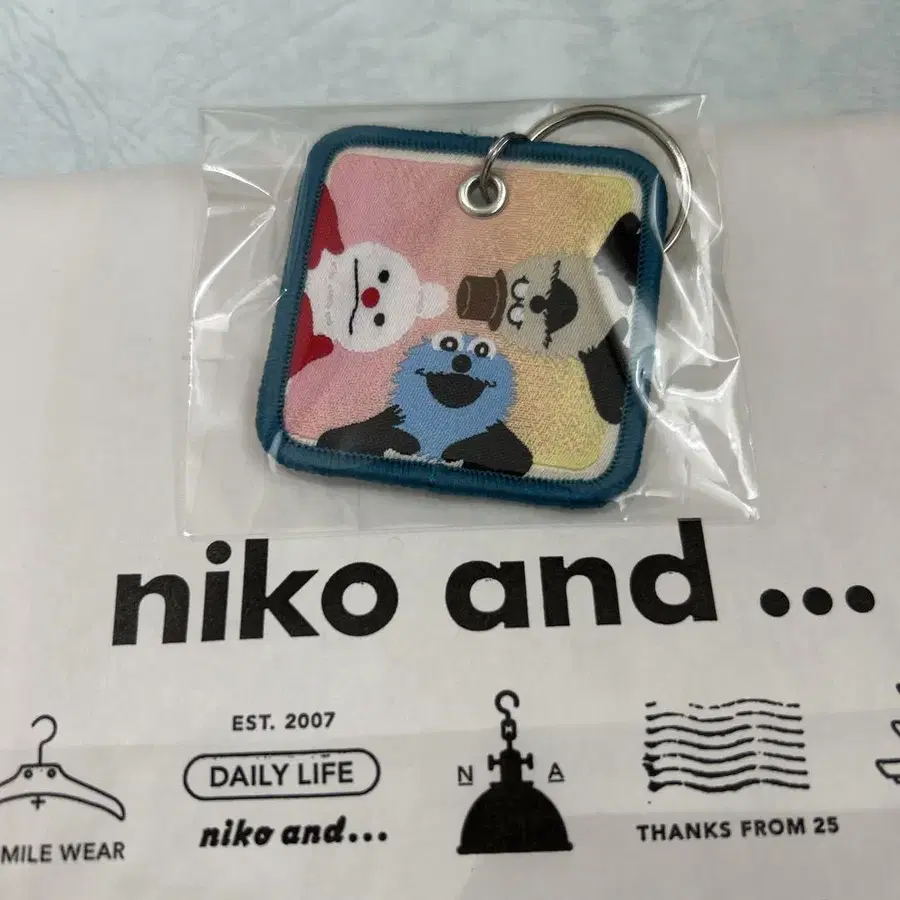 niko and ...
EST. 2007
DAILY LIFE
niko and...
N A
MILE WEAR
THANKS FROM 25